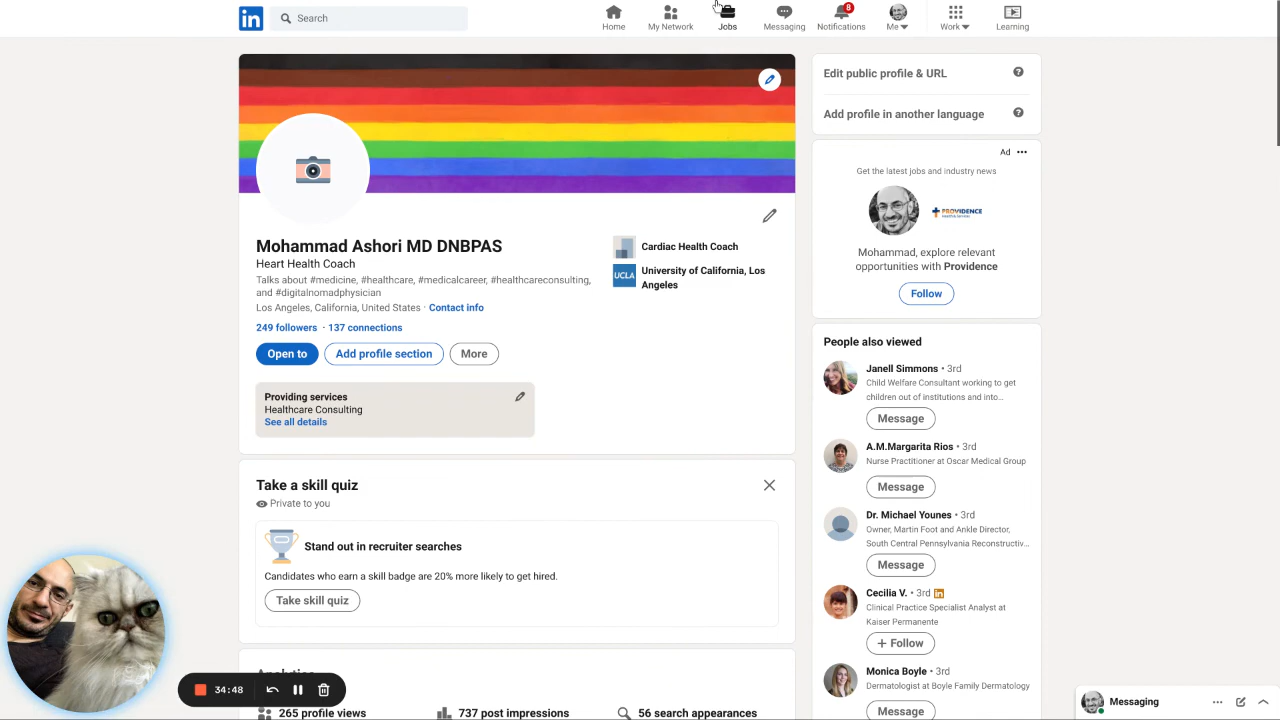 in
Search
Home
My Network
Jobs
Messaging
8
Notifications
Me
Work
Learning
Mohammad Ashori MD DNBPAS
Heart Health Coach
Talks about #medicine, #healthcare, #medicalcareer, #healthcareconsulting,
and #digitalnomadphysician
Los Angeles, California, United States · Contact info
249 followers · 137 connections
Open to
Add profile section
More
Cardiac Health Coach
UCLA
University of California, Los
Angeles
Providing services
Healthcare Consulting
See all details
Take a skill quiz
Private to you
Stand out in recruiter searches
Candidates who earn a skill badge are 20% more likely to get hired.
Take skill quiz
Analytics
265 profile views
737 post impressions
56 search appearances
Edit public profile & URL
Add profile in another language
Ad
Get the latest jobs and industry news
PROVIDENCE
Mohammad, explore relevant
opportunities with Providence
Follow
People also viewed
Janell Simmons • 3rd
Child Welfare Consultant working to get
children out of institutions and into...
Message
A.M.Margarita Rios • 3rd
Nurse Practitioner at Oscar Medical Group
Message
Dr. Michael Younes • 3rd
Owner, Martin Foot and Ankle Director,
South Central Pennsylvania Reconstructiv...
Message
Cecilia V. • 3rd in
Clinical Practice Specialist Analyst at
Kaiser Permanente
+ Follow
Monica Boyle • 3rd
Dermatologist at Boyle Family Dermatology
Message
34:48
Messaging